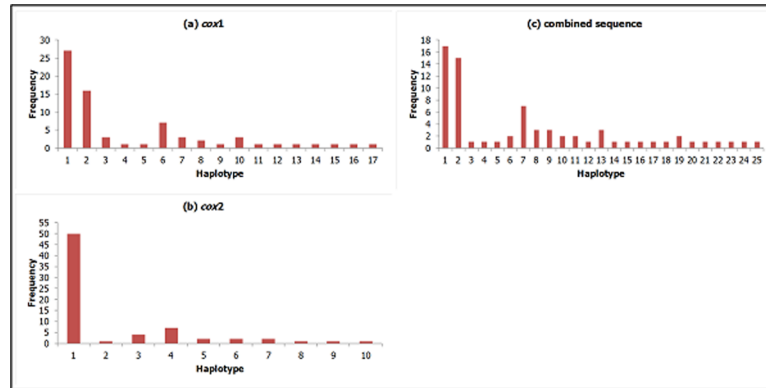 (a) cox1
30
25
20
15
10
5
0
Frequency
1 2 3 4 5 6 7 8 9 10 11 12 13 14 15 16 17
Haplotype
(c) combined sequence
18
16
14
12
10
8
6
4
2
0
Frequency
1 2 3 4 5 6 7 8 9 10 11 12 13 14 15 16 17 18 19 20 21 22 23 24 25
Haplotype
(b) cox2
55
50
45
40
35
30
25
20
15
10
5
0
Frequency
1 2 3 4 5 6 7 8 9 10
Haplotype